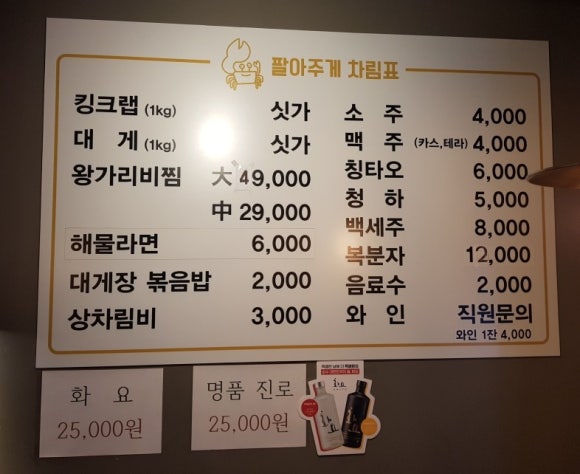 팔아주게 차림표
킹크랩 (1kg) 싯가
대 게 (1kg) 싯가
왕가리비찜 大 49,000
中 29,000
해물라면 6,000
대게장 볶음밥 2,000
상차림비 3,000
소 주 4,000
맥 주 (카스,테라) 4,000
칭타오 6,000
청 하 5,000
백세주 8,000
복분자 12,000
음료수 2,000
와 인 직원문의
와인 1잔 4,000
화 요
25,000원
명품 진로
25,000원